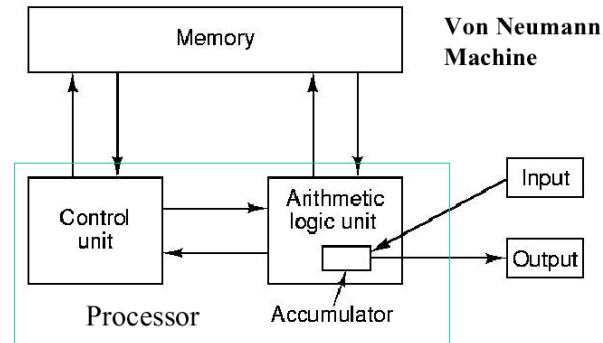 Von Neumann
Machine
Memory
Control
unit
Arithmetic
logic unit
Input
Output
Processor
Accumulator